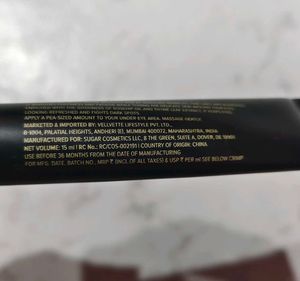 LOOKING REFRESHED AND FIGHTS DARK SPOTS.
APPLY A PEA SIZED AMOUNT TO YOUR UNDER EYE AREA. MASSAGE GENTLY.
MARKETED & IMPORTED BY: VELLVETTE LIFESTYLE PVT. LTD.,
B-1004, PALATIAL HEIGHTS, ANDHERI (E), MUMBAI 400072, MAHARASHTRA, INDIA
MANUFACTURED FOR: SUGAR COSMETICS LLC, 8 THE GREEN, SUITE A, DOVER, DE 19901
NET VOLUME: 15 ml | RC No.: RC/COS-002191 | COUNTRY OF ORIGIN: CHINA
USE BEFORE 36 MONTHS FROM THE DATE OF MANUFACTURING
FOR MFG. DATE, BATCH NO., MRP ₹ (INCL OF ALL TAXES) & USP ₹ PER ml SEE BELOW CRIMP